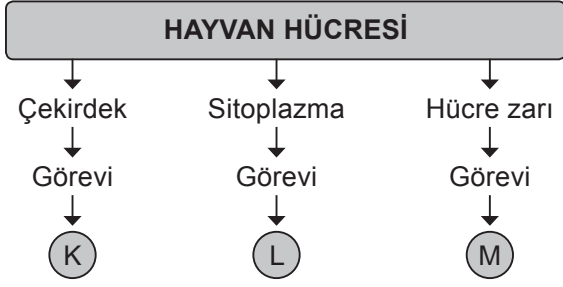 HAYVAN HÜCRESİ
Çekirdek Sitoplazma Hücre zarı
Görevi Görevi Görevi
K L M